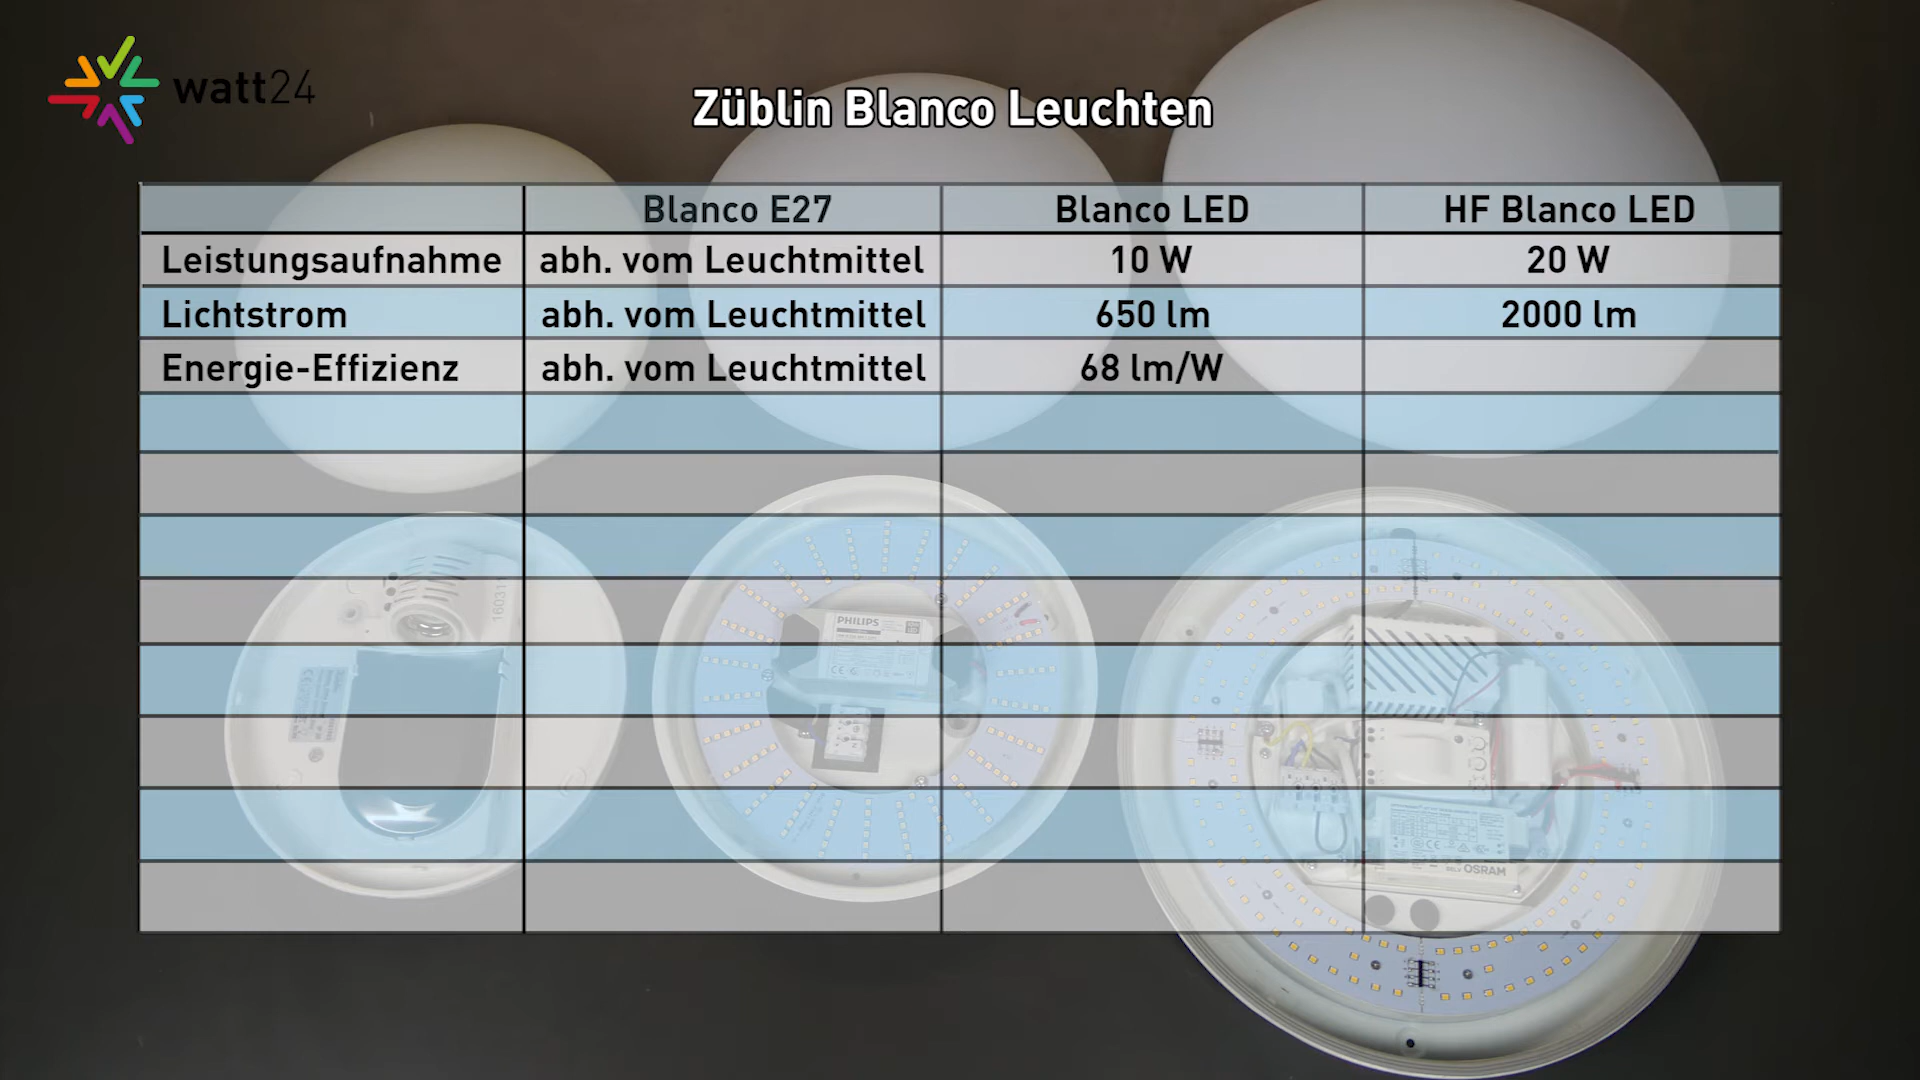 watt24
Züblin Blanco Leuchten
Blanco E27 Blanco LED HF Blanco LED
Leistungsaufnahme abh. vom Leuchtmittel 10 W 20 W
Lichtstrom abh. vom Leuchtmittel 650 lm 2000 lm
Energie-Effizienz abh. vom Leuchtmittel 68 lm/W
160311
PHILIPS
OSRAM